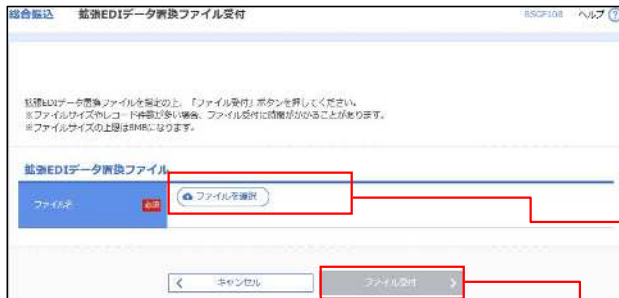 総合振込 拡張EDIデータ置換ファイル受付 BSGF108 ヘルプ ?
拡張EDIデータ置換ファイルを指定の上、「ファイル受付」ボタンを押してください。
※ファイルサイズやレコード件数が多い場合、ファイル受付に時間がかかることがあります。
※ファイルサイズの上限は8MBになります。
拡張EDIデータ置換ファイル
ファイル名 必須 ファイルを選択
キャンセル ファイル受付